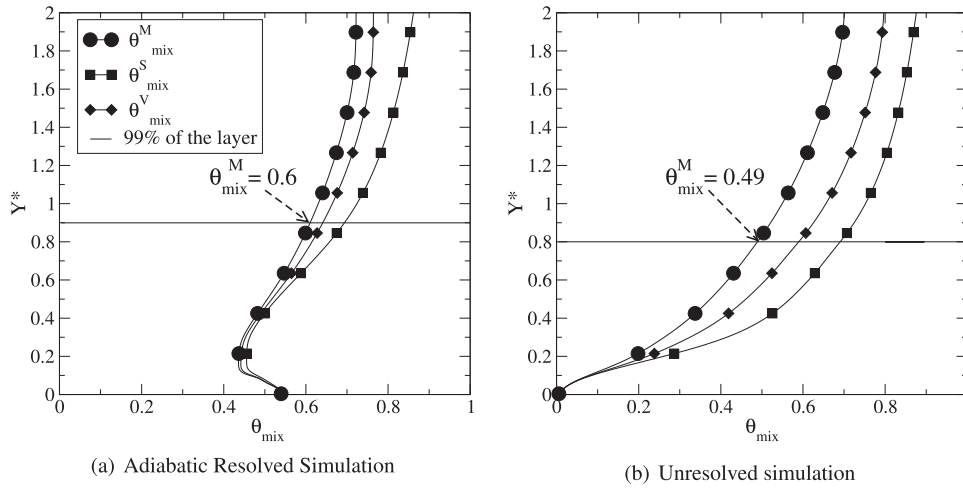 θ^M_mix
θ^S_mix
θ^V_mix
99% of the layer
θ^M_mix = 0.6
Y*
2
1.8
1.6
1.4
1.2
1
0.8
0.6
0.4
0.2
0
0 0.2 0.4 0.6 0.8 1
θ_mix
(a) Adiabatic Resolved Simulation
θ^M_mix = 0.49
Y*
2
1.8
1.6
1.4
1.2
1
0.8
0.6
0.4
0.2
0
0 0.2 0.4 0.6 0.8
θ_mix
(b) Unresolved simulation